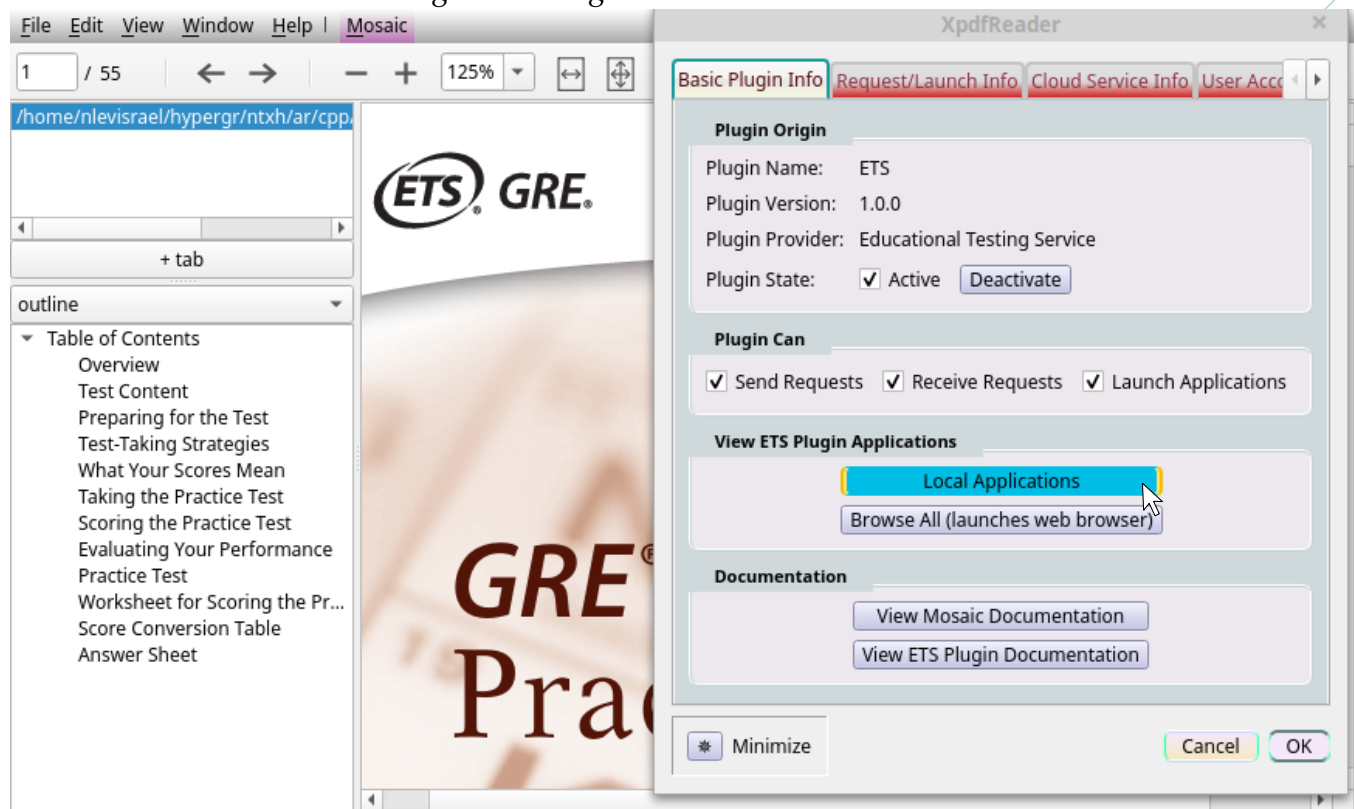 File Edit View Window Help Mosaic
1 / 55 125%
/home/nlevisrael/hypergr/ntxh/ar/cpp
+ tab
outline
Table of Contents
Overview
Test Content
Preparing for the Test
Test-Taking Strategies
What Your Scores Mean
Taking the Practice Test
Scoring the Practice Test
Evaluating Your Performance
Practice Test
Worksheet for Scoring the Pr...
Score Conversion Table
Answer Sheet
ETS® GRE®
GRE®
Prac
XpdfReader
Basic Plugin Info Request/Launch Info Cloud Service Info User Acco
Plugin Origin
Plugin Name: ETS
Plugin Version: 1.0.0
Plugin Provider: Educational Testing Service
Plugin State: Active Deactivate
Plugin Can
Send Requests Receive Requests Launch Applications
View ETS Plugin Applications
Local Applications
Browse All (launches web browser)
Documentation
View Mosaic Documentation
View ETS Plugin Documentation
Minimize
Cancel OK